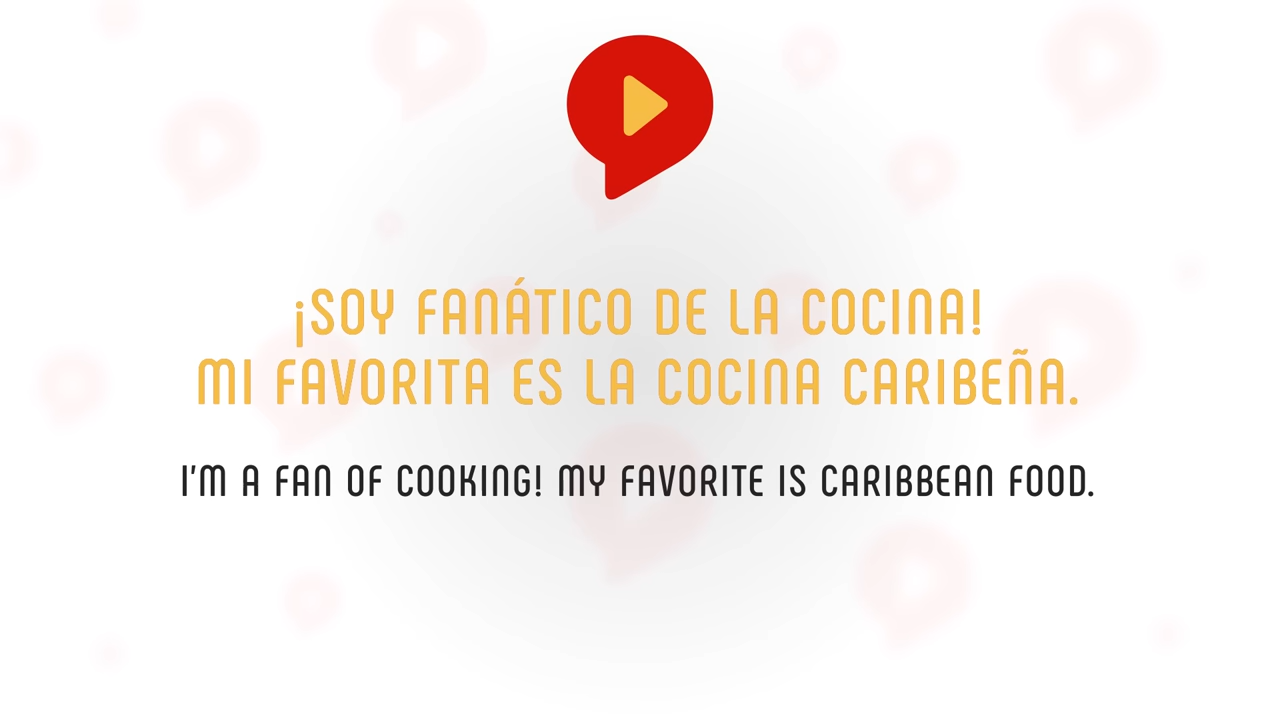 ¡SOY FANÁTICO DE LA COCINA!
MI FAVORITA ES LA COCINA CARIBEÑA.
I'M A FAN OF COOKING! MY FAVORITE IS CARIBBEAN FOOD.